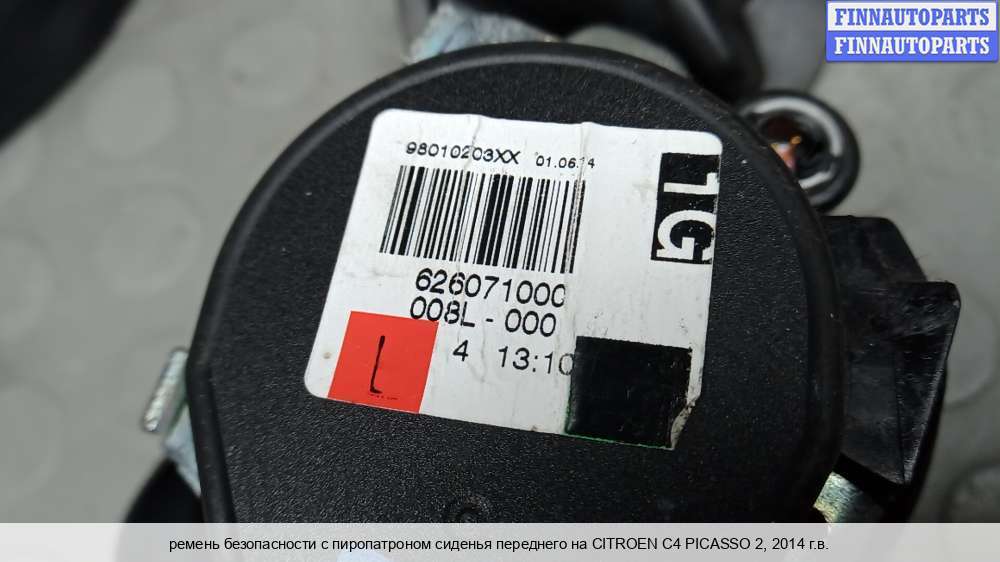 FINNAUTOPARTS
FINNAUTOPARTS
98010203XX 01.06.14
1G
626071000
008L - 000
L 4 13:10
ремень безопасности с пиропатроном сиденья переднего на CITROEN C4 PICASSO 2, 2014 г.в.